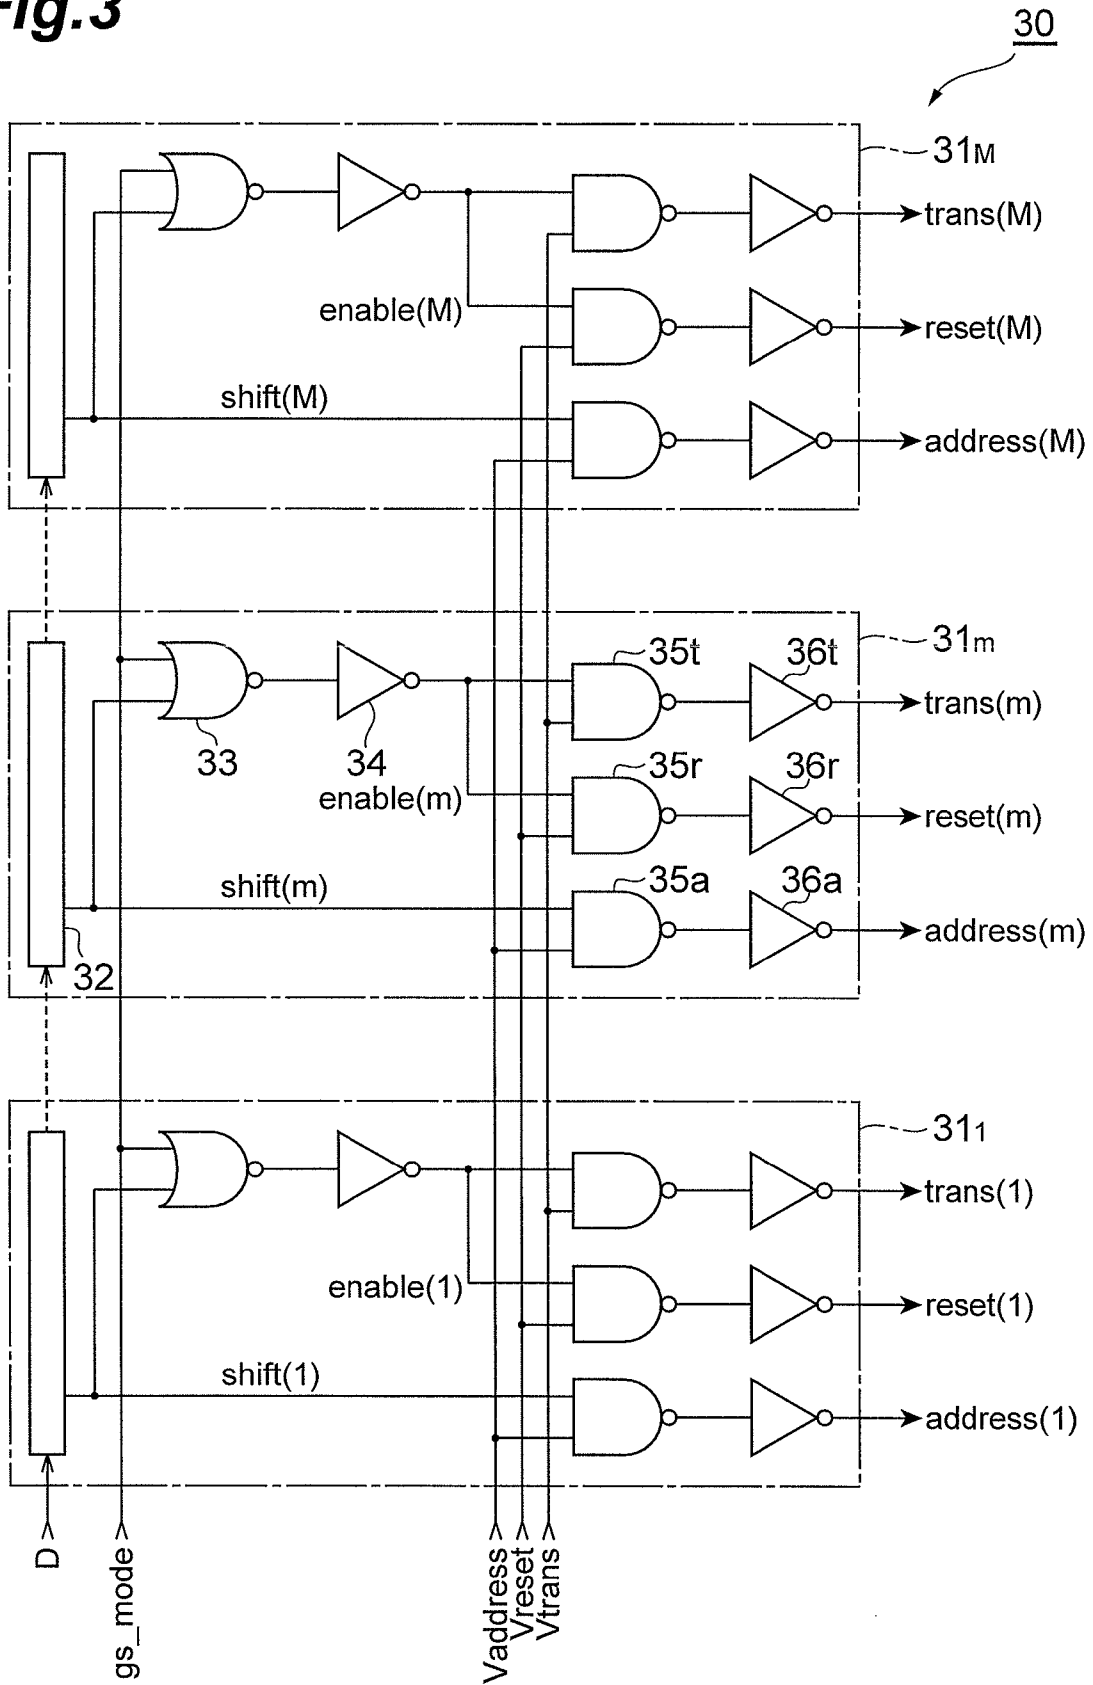 Fig.3
30
31M
trans(M)
enable(M)
reset(M)
shift(M)
address(M)
31m
35t
36t
trans(m)
33
34
35r
36r
enable(m)
reset(m)
35a
36a
shift(m)
address(m)
32
311
trans(1)
enable(1)
reset(1)
shift(1)
address(1)
D
gs_mode
Vaddress
Vreset
Vtrans